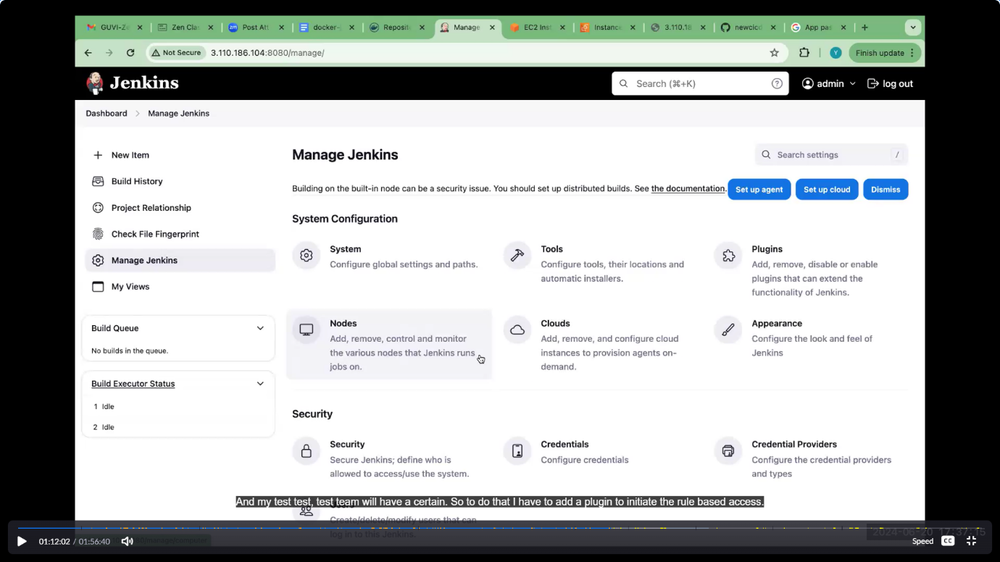 GUVI-Ze
Zen Cla
Post Att
docker-
Reposit
Manage
EC2 Inst
Instance
3.110.18
newcicd
App pas
Not Secure 3.110.186.104:8080/manage/
Y
Finish update
Jenkins
Search (⌘+K)
?
admin
log out
Dashboard > Manage Jenkins
New Item
Build History
Project Relationship
Check File Fingerprint
Manage Jenkins
My Views
Build Queue
No builds in the queue.
Build Executor Status
1 Idle
2 Idle
Manage Jenkins
Search settings /
Building on the built-in node can be a security issue. You should set up distributed builds. See the documentation.
Set up agent
Set up cloud
Dismiss
System Configuration
System
Configure global settings and paths.
Tools
Configure tools, their locations and
automatic installers.
Plugins
Add, remove, disable or enable
plugins that can extend the
functionality of Jenkins.
Nodes
Add, remove, control and monitor
the various nodes that Jenkins runs
jobs on.
Clouds
Add, remove, and configure cloud
instances to provision agents on-
demand.
Appearance
Configure the look and feel of
Jenkins
Security
Security
Secure Jenkins; define who is
allowed to access/use the system.
Credentials
Configure credentials
Credential Providers
Configure the credential providers
and types
And my test test, test team will have a certain. So to do that I have to add a plugin to initiate the rule based access.
Users
Create/delete/modify users that can
log in to this Jenkins.
2024-06-20 17:37:15
01:12:02 / 01:56:40
Speed
CC